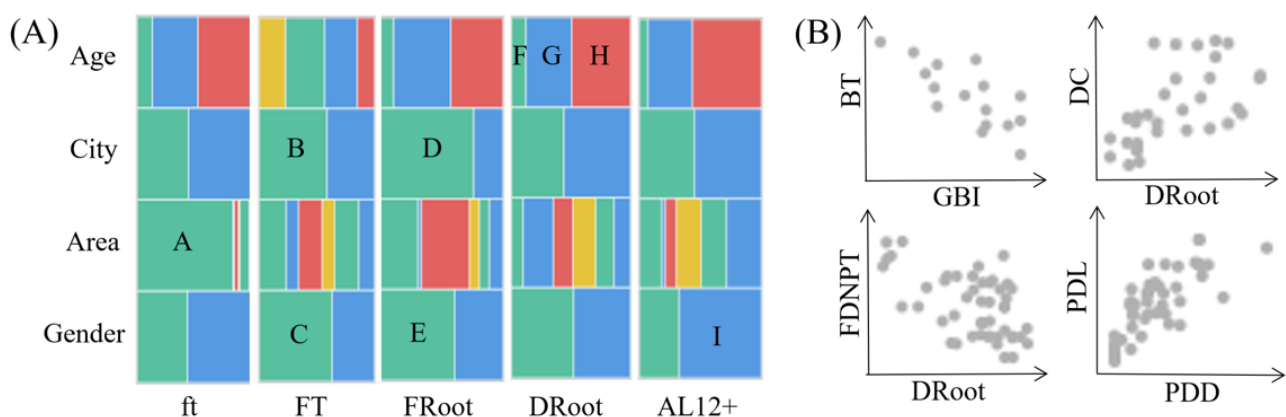 (A)
Age
F G H
City
B D
Area
A
Gender
C E I
ft FT FRoot DRoot AL12+
(B)
BT
GBI
DC
DRoot
FDNPT
DRoot
PDL
PDD